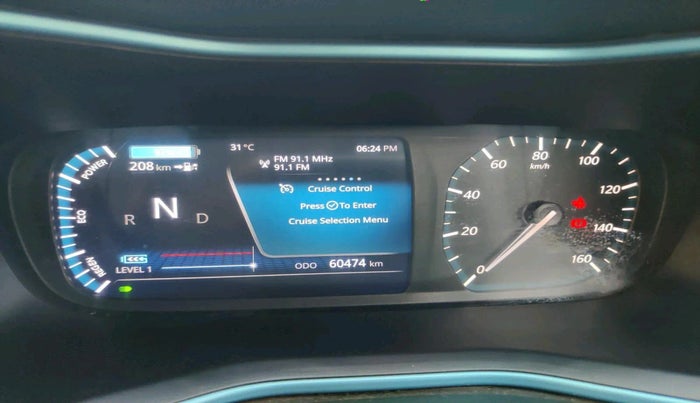 POWER
ECO
REGEN
208 km
R N D
LEVEL 1
31 °C
06:24 PM
FM 91.1 MHz
91.1 FM
Cruise Control
Press To Enter
Cruise Selection Menu
ODO 60474 km
0
20
40
60
80
100
120
140
160
km/h